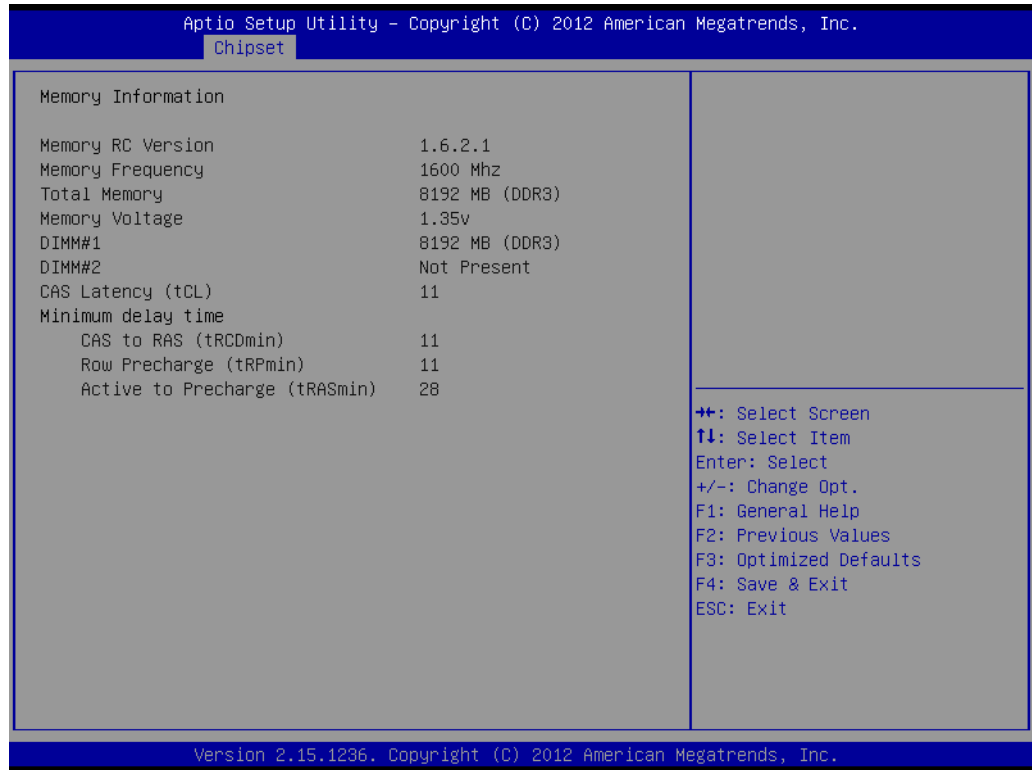 Aptio Setup Utility – Copyright (C) 2012 American Megatrends, Inc.
Chipset
Memory Information
Memory RC Version 1.6.2.1
Memory Frequency 1600 Mhz
Total Memory 8192 MB (DDR3)
Memory Voltage 1.35v
DIMM#1 8192 MB (DDR3)
DIMM#2 Not Present
CAS Latency (tCL) 11
Minimum delay time
CAS to RAS (tRCDmin) 11
Row Precharge (tRPmin) 11
Active to Precharge (tRASmin) 28
→←: Select Screen
↑↓: Select Item
Enter: Select
+/-: Change Opt.
F1: General Help
F2: Previous Values
F3: Optimized Defaults
F4: Save & Exit
ESC: Exit
Version 2.15.1236. Copyright (C) 2012 American Megatrends, Inc.